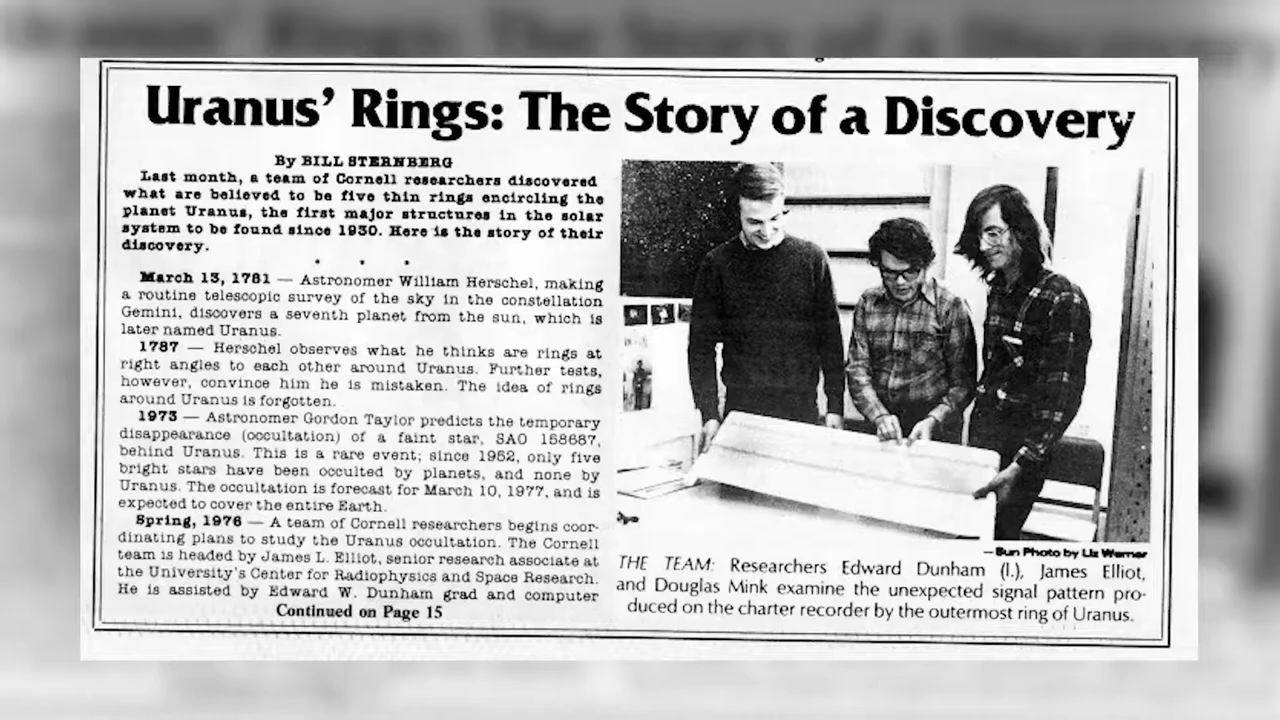 Uranus' Rings: The Story of a Discovery
By BILL STERNBERG
Last month, a team of Cornell researchers discovered
what are believed to be five thin rings encircling the
planet Uranus, the first major structures in the solar
system to be found since 1930. Here is the story of their
discovery.
• • •
March 13, 1781 — Astronomer William Herschel, making
a routine telescopic survey of the sky in the constellation
Gemini, discovers a seventh planet from the sun, which is
later named Uranus.
1787 — Herschel observes what he thinks are rings at
right angles to each other around Uranus. Further tests,
however, convince him he is mistaken. The idea of rings
around Uranus is forgotten.
1973 — Astronomer Gordon Taylor predicts the temporary
disappearance (occultation) of a faint star, SAO 158687,
behind Uranus. This is a rare event; since 1952, only five
bright stars have been occulted by planets, and none by
Uranus. The occultation is forecast for March 10, 1977, and is
expected to cover the entire Earth.
Spring, 1976 — A team of Cornell researchers begins coor-
dinating plans to study the Uranus occultation. The Cornell
team is headed by James L. Elliot, senior research associate at
the University's Center for Radiophysics and Space Research.
He is assisted by Edward W. Dunham grad and computer
Continued on Page 15
—Sun Photo by Liz Werner
THE TEAM: Researchers Edward Dunham (l.), James Elliot,
and Douglas Mink examine the unexpected signal pattern pro-
duced on the charter recorder by the outermost ring of Uranus.